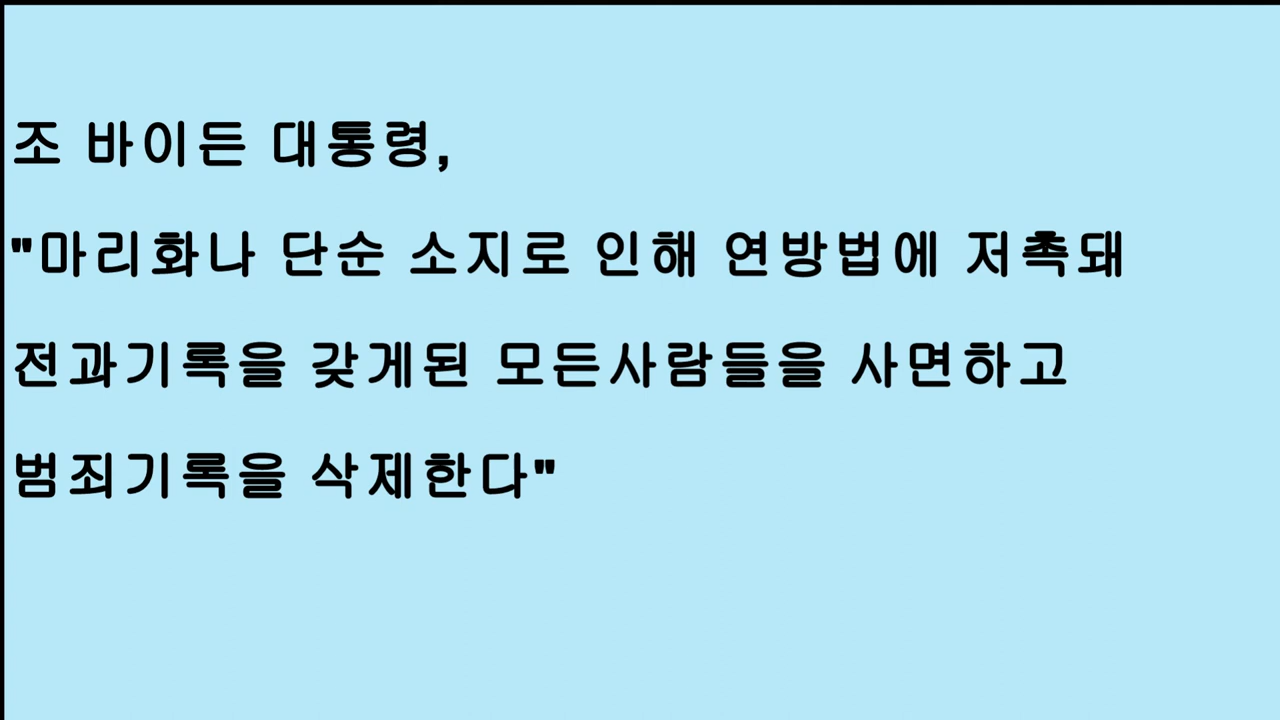 조 바이든 대통령,
"마리화나 단순 소지로 인해 연방법에 저촉돼
전과기록을 갖게된 모든사람들을 사면하고
범죄기록을 삭제한다"